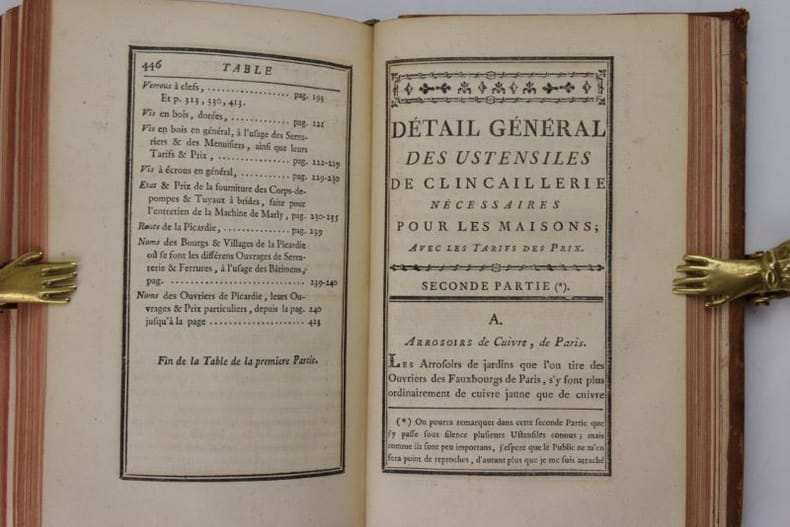 446 TABLE
Verrous à clefs, . . . . . . . . . . . . . . . pag. 193
Et p. 313, 330, 413.
Vis en bois, dorées, . . . . . . . . . . . pag. 221
Vis en bois en général, à l'usage des Serru-
riers & des Menuisiers, ainsi que leurs
Tarifs & Prix, . . . . . . . . . . . . . pag. 222-229
Vis à écrous en général, . . . . . . . . . pag. 229-230
Etat & Prix de la fourniture des Corps-de-
pompes & Tuyaux à brides, faite pour
l'entretien de la Machine de Marly, pag. 230-235
Route de la Picardie, . . . . . . . . . . . . pag. 239
Noms des Bourgs & Villages de la Picardie
où se font les différens Ouvrages de Serru-
rerie & Ferrures, à l'usage des Bâtimens,
pag. . . . . . . . . . . . . . . . . . . . 239-240
Noms des Ouvriers de Picardie, leurs Ou-
vrages & Prix particuliers, depuis la pag. 240
jusqu'à la page . . . . . . . . . . . . . . . 423
Fin de la Table de la premiere Partie.
DÉTAIL GÉNÉRAL
DES USTENSILES
DE CLINCAILLERIE
NÉCESSAIRES
POUR LES MAISONS;
AVEC LES TARIFS DES PRIX.
SECONDE PARTIE (*).
A.
ARROSOIRS de Cuivre, de Paris.
LES Arrosoirs de jardins que l'on tire des
Ouvriers des Fauxbourgs de Paris, s'y font plus
ordinairement de cuivre jaune que de cuivre
(*) On pourra remarquer dans cette seconde Partie que
j'y passe sous silence plusieurs Ustensiles connus; mais
comme ils sont peu importans, j'espere que le Public ne m'en
fera point de reproches, d'autant plus que je me suis attaché